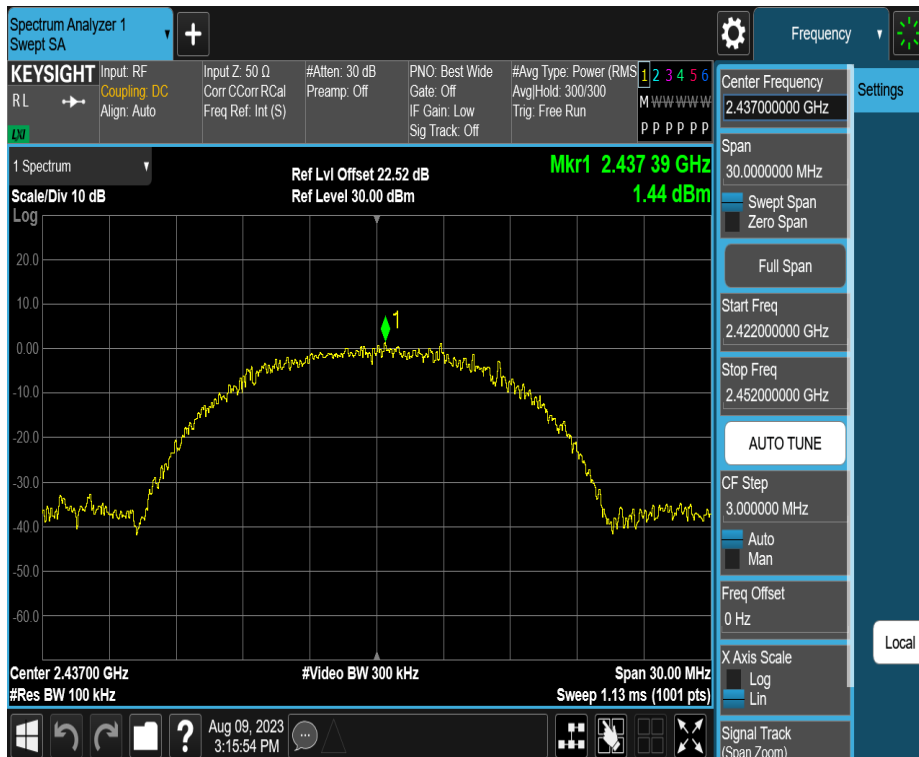 Spectrum Analyzer 1
Swept SA
+
Frequency
KEYSIGHT
R L
LXI
Input: RF
Coupling: DC
Align: Auto
Input Z: 50 Ω
Corr CCorr RCal
Freq Ref: Int (S)
#Atten: 30 dB
Preamp: Off
PNO: Best Wide
Gate: Off
IF Gain: Low
Sig Track: Off
#Avg Type: Power (RMS
Avg|Hold: 300/300
Trig: Free Run
1 2 3 4 5 6
M W W W W W
P P P P P P
1 Spectrum
Scale/Div 10 dB
Log
Ref Lvl Offset 22.52 dB
Ref Level 30.00 dBm
Mkr1 2.437 39 GHz
1.44 dBm
20.0
10.0
0.00
-10.0
-20.0
-30.0
-40.0
-50.0
-60.0
1
Center 2.43700 GHz
#Res BW 100 kHz
#Video BW 300 kHz
Span 30.00 MHz
Sweep 1.13 ms (1001 pts)
Aug 09, 2023
3:15:54 PM
?
Center Frequency
2.437000000 GHz
Span
30.0000000 MHz
Swept Span
Zero Span
Full Span
Start Freq
2.422000000 GHz
Stop Freq
2.452000000 GHz
AUTO TUNE
CF Step
3.000000 MHz
Auto
Man
Freq Offset
0 Hz
X Axis Scale
Log
Lin
Signal Track
(Span Zoom)
Settings
Local